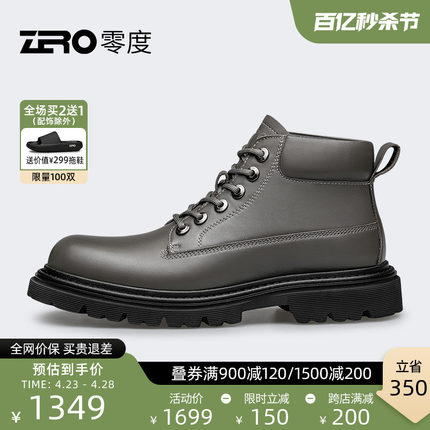 ZERO零度
百亿秒杀节
全场买2送1
（配饰除外）
送价值¥299拖鞋
限量100双
全网价保 买贵退差
预估到手价
TIME: 4.23 - 4.28
¥ 1349
叠券满900减120/1500减200
活动价
¥1699
限时立减
¥ 150
跨店满减
¥ 200
立省
350